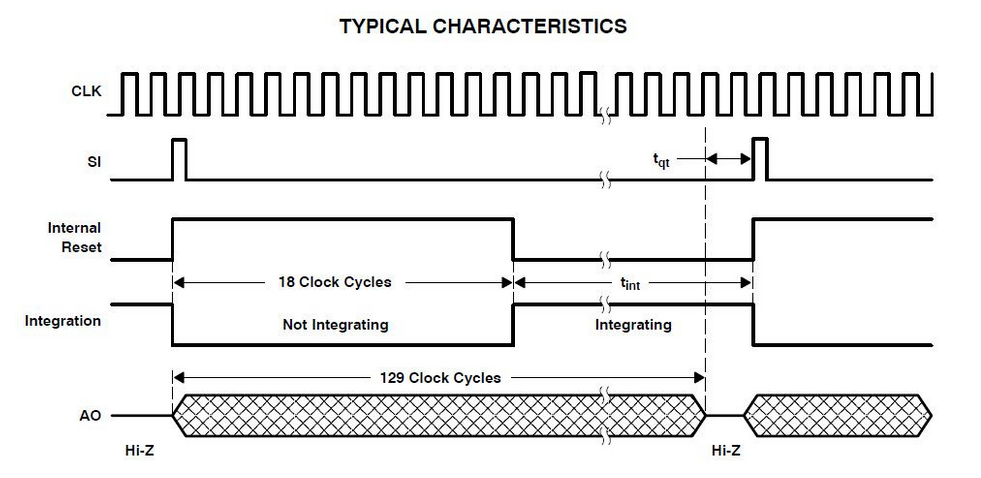 TYPICAL CHARACTERISTICS
CLK
SI
tqt
Internal
Reset
18 Clock Cycles
tint
Integration
Not Integrating
Integrating
129 Clock Cycles
AO
Hi-Z
Hi-Z